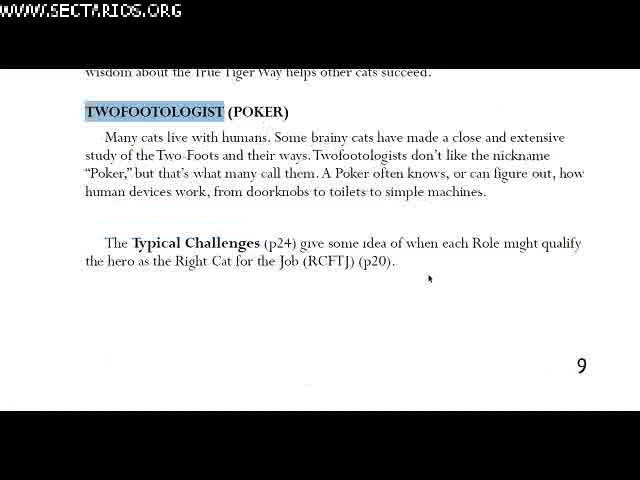 WWW.SECTARIOS.ORG
wisdom about the True Tiger Way helps other cats succeed.
TWOFOOTOLOGIST (POKER)
Many cats live with humans. Some brainy cats have made a close and extensive
study of the Two-Foots and their ways. Twofootologists don't like the nickname
"Poker," but that's what many call them. A Poker often knows, or can figure out, how
human devices work, from doorknobs to toilets to simple machines.
The Typical Challenges (p24) give some idea of when each Role might qualify
the hero as the Right Cat for the Job (RCFTJ) (p20).
9